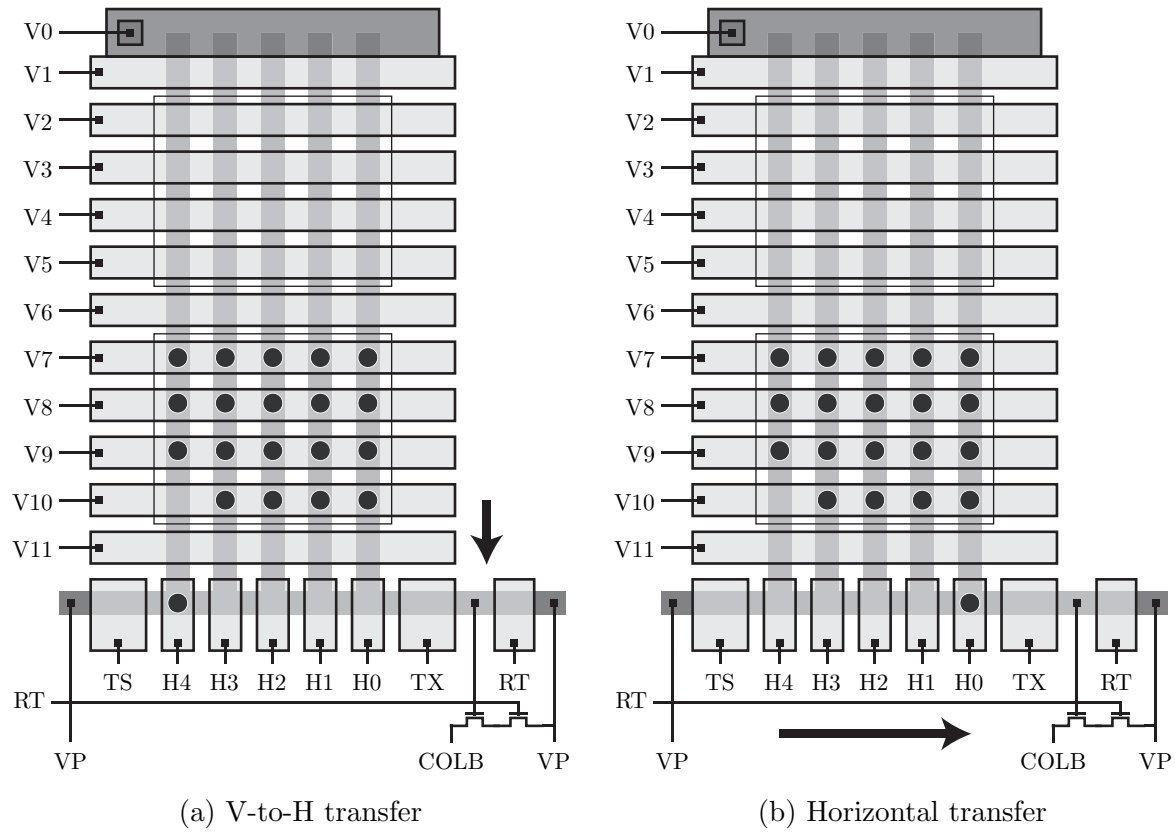 V0
V1
V2
V3
V4
V5
V6
V7
V8
V9
V10
V11
TS H4 H3 H2 H1 H0 TX RT
RT
VP COLB VP
(a) V-to-H transfer
V0
V1
V2
V3
V4
V5
V6
V7
V8
V9
V10
V11
TS H4 H3 H2 H1 H0 TX RT
RT
VP COLB VP
(b) Horizontal transfer